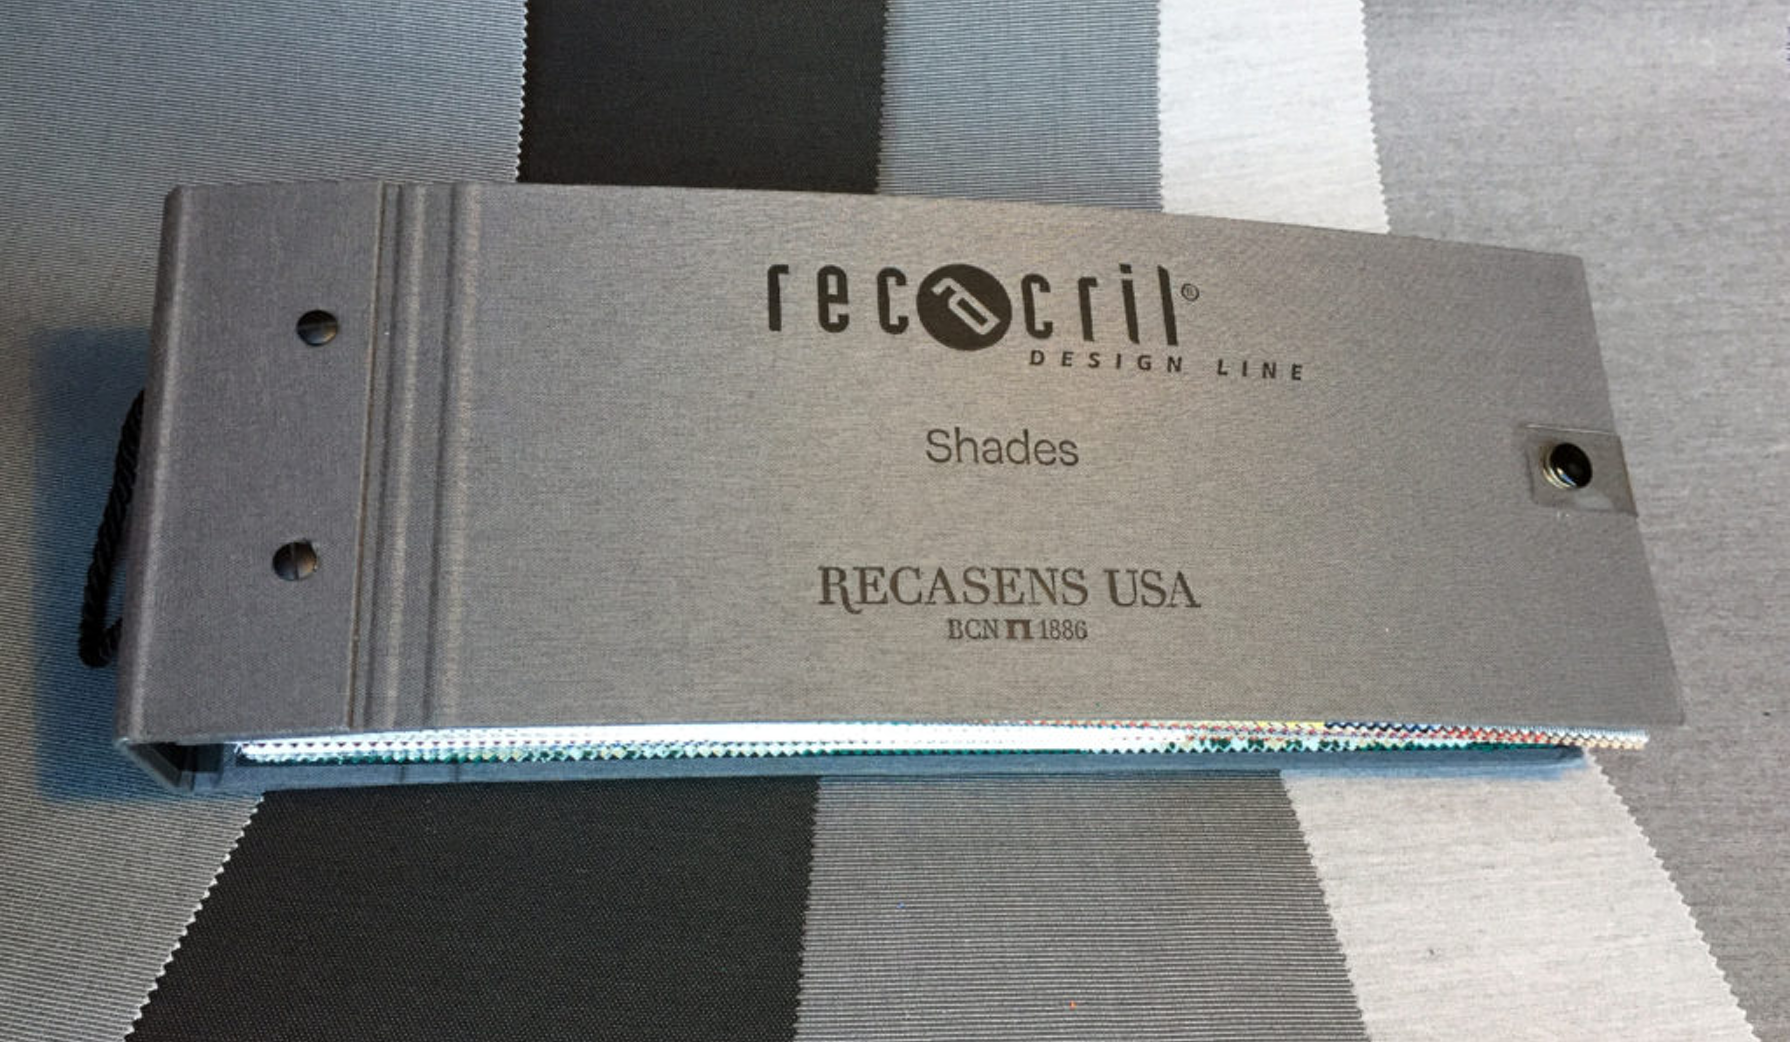 recacril®
DESIGN LINE
Shades
RECASENS USA
BCN 1886